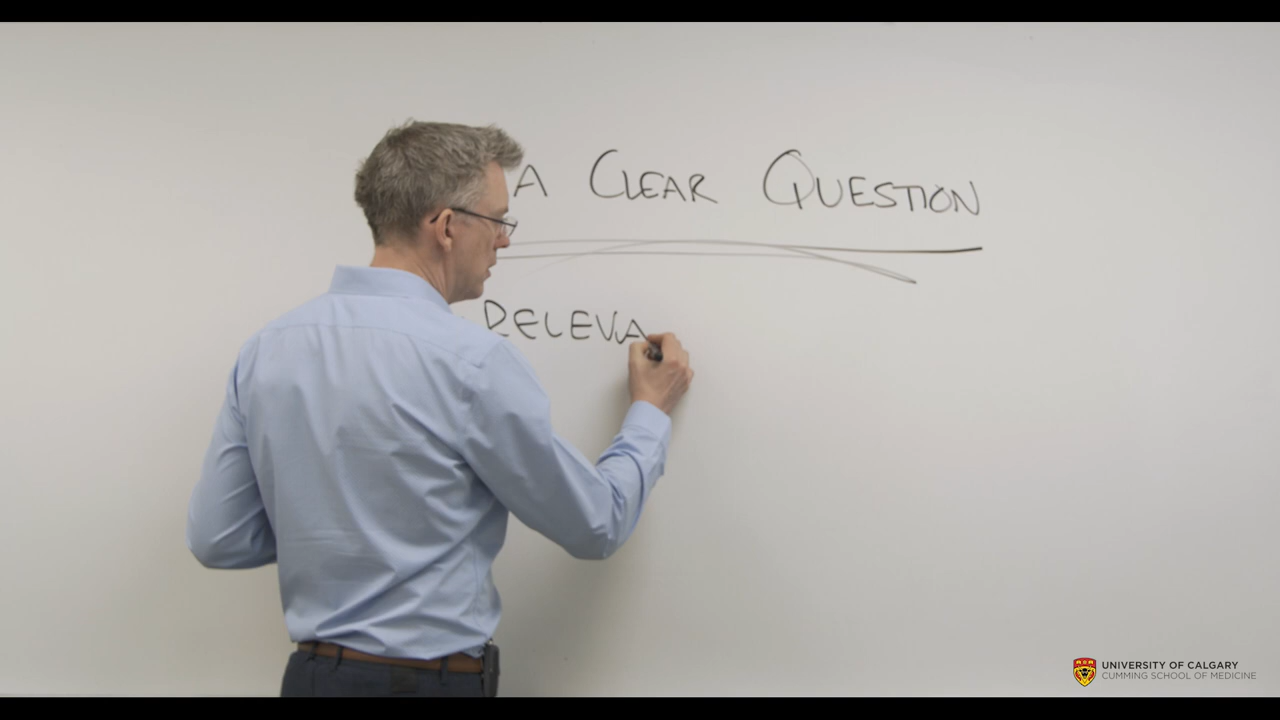 A CLEAR QUESTION
RELEVA
UNIVERSITY OF CALGARY
CUMMING SCHOOL OF MEDICINE